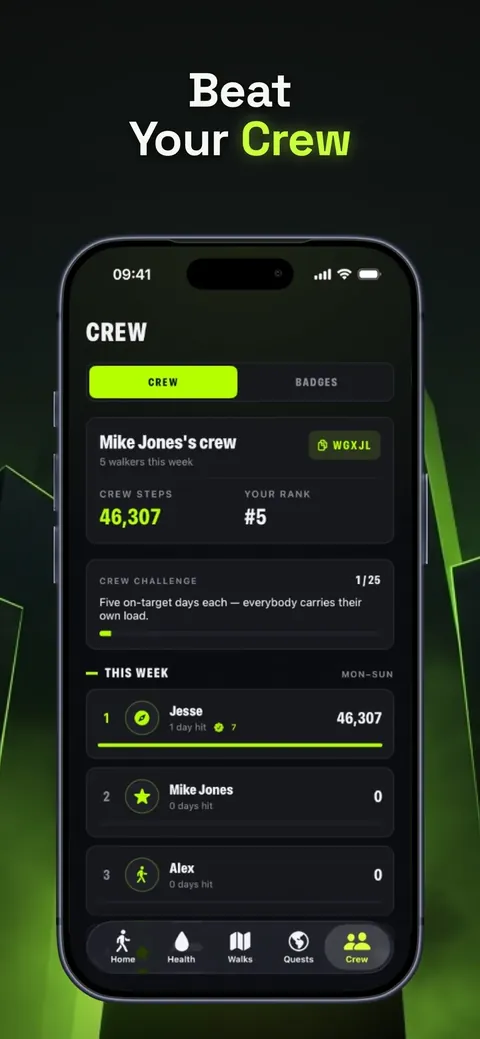 Beat
Your Crew
09:41
CREW
CREW
BADGES
Mike Jones's crew
WGXJL
5 walkers this week
CREW STEPS
YOUR RANK
46,307
#5
CREW CHALLENGE
1/25
Five on-target days each — everybody carries their
own load.
THIS WEEK
MON–SUN
1
Jesse
46,307
1 day hit
7
2
Mike Jones
0
0 days hit
3
Alex
0
0 days hit
Home
Health
Walks
Quests
Crew